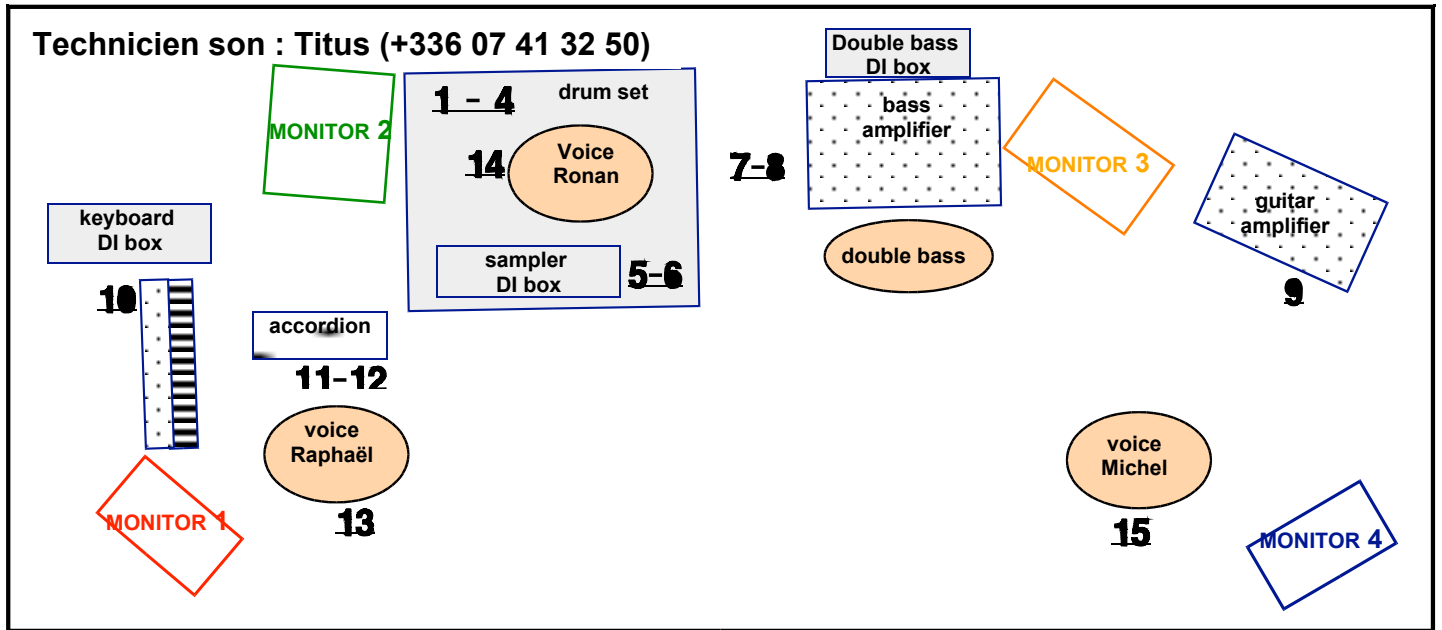 Technicien son : Titus (+336 07 41 32 50)
MONITOR 2
1 - 4
drum set
14
Voice
Ronan
sampler
DI box
5-6
Double bass
DI box
bass
amplifier
7-8
double bass
MONITOR 3
guitar
amplifier
9
keyboard
DI box
10
accordion
11-12
voice
Raphaël
13
MONITOR 1
voice
Michel
15
MONITOR 4